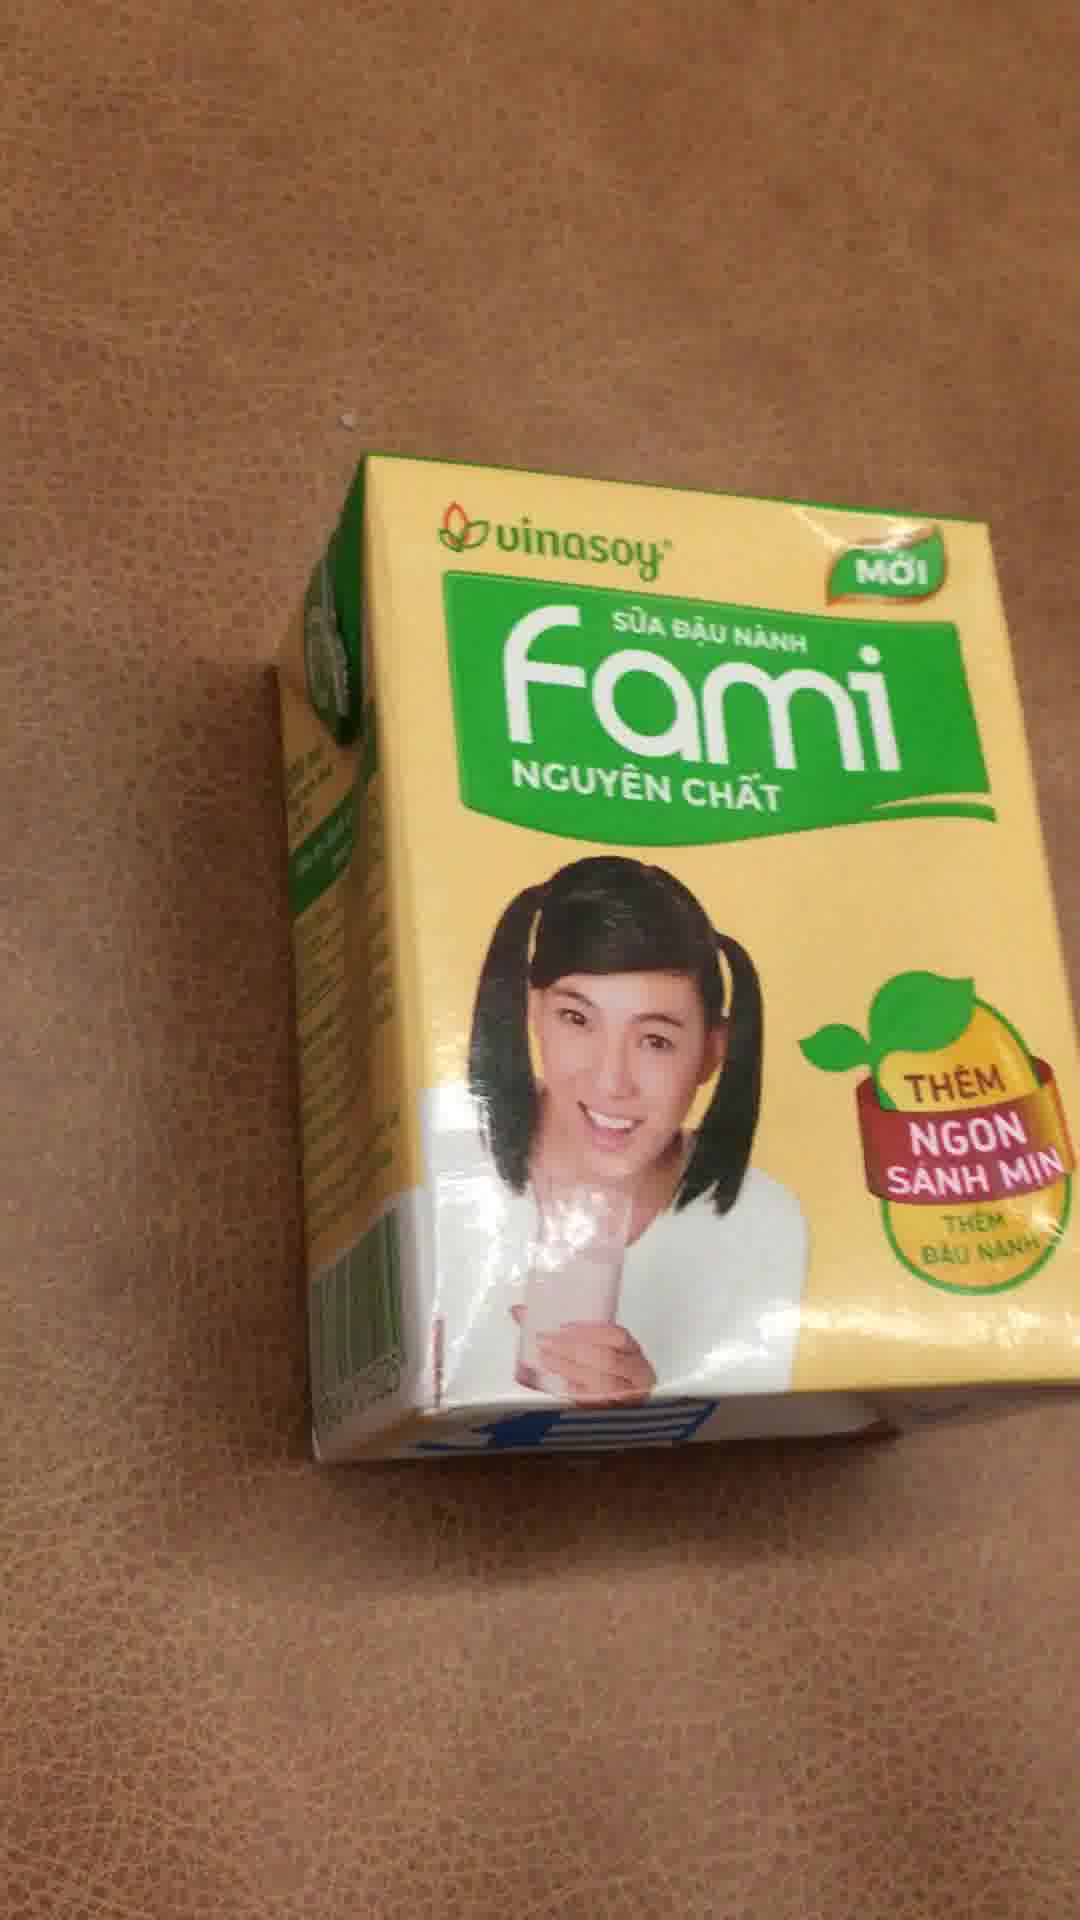 vinasoy
MỚI
SỮA ĐẬU NÀNH
Fami
NGUYÊN CHẤT
THÊM
NGON
SÁNH MỊN
THÊM
ĐẬU NÀNH